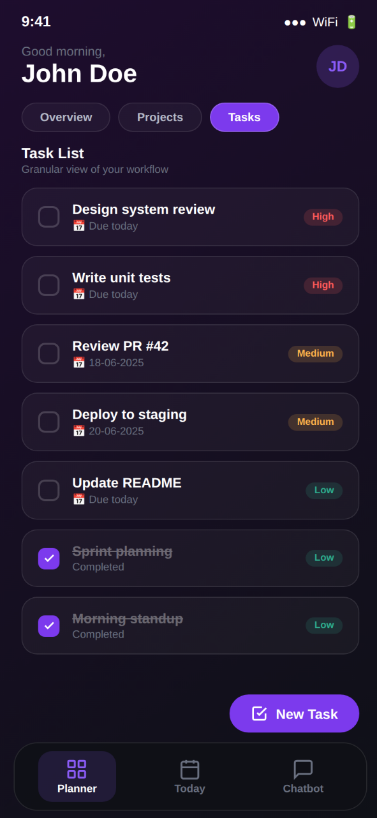 9:41
●●● WiFi 🔋
Good morning,
John Doe
JD
Overview
Projects
Tasks
Task List
Granular view of your workflow
Design system review
📅 Due today
High
Write unit tests
📅 Due today
High
Review PR #42
📅 18-06-2025
Medium
Deploy to staging
📅 20-06-2025
Medium
Update README
📅 Due today
Low
Sprint planning
Completed
Low
Morning standup
Completed
Low
New Task
Planner
Today
Chatbot